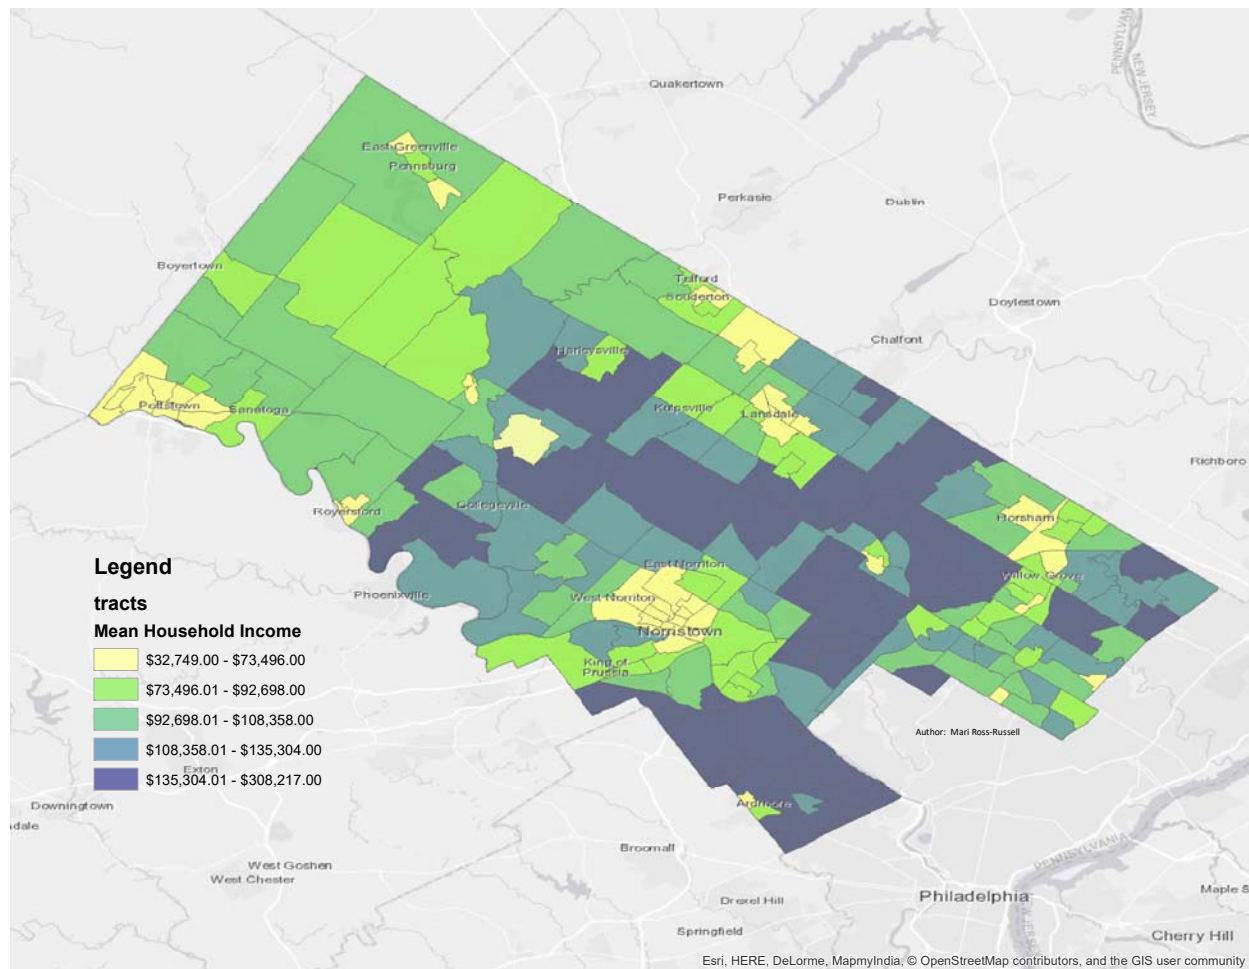 PENNSYLVAN
NEW JERSEY
Quakertown
East Greenville
Pennsburg
Perkasie
Dublin
Boyertown
Telford
Souderton
Doylestown
Chalfont
Harleysville
Pottstown
Sanatoga
Kulpsville
Lansdale
Richboro
Royersford
Collegeville
Horsham
East Norriton
Willow Grove
Phoenixville
West Norriton
Norristown
King of
Prussia
Legend
tracts
Mean Household Income
$32,749.00 - $73,496.00
$73,496.01 - $92,698.00
$92,698.01 - $108,358.00
$108,358.01 - $135,304.00
$135,304.01 - $308,217.00
Author: Mari Ross-Russell
Exton
Downingtown
dale
Ardmore
Broomall
West Goshen
West Chester
PENNSYLVANIA
Philadelphia
Maple S
Drexel Hill
Springfield
Cherry Hill
Esri, HERE, DeLorme, MapmyIndia, © OpenStreetMap contributors, and the GIS user community